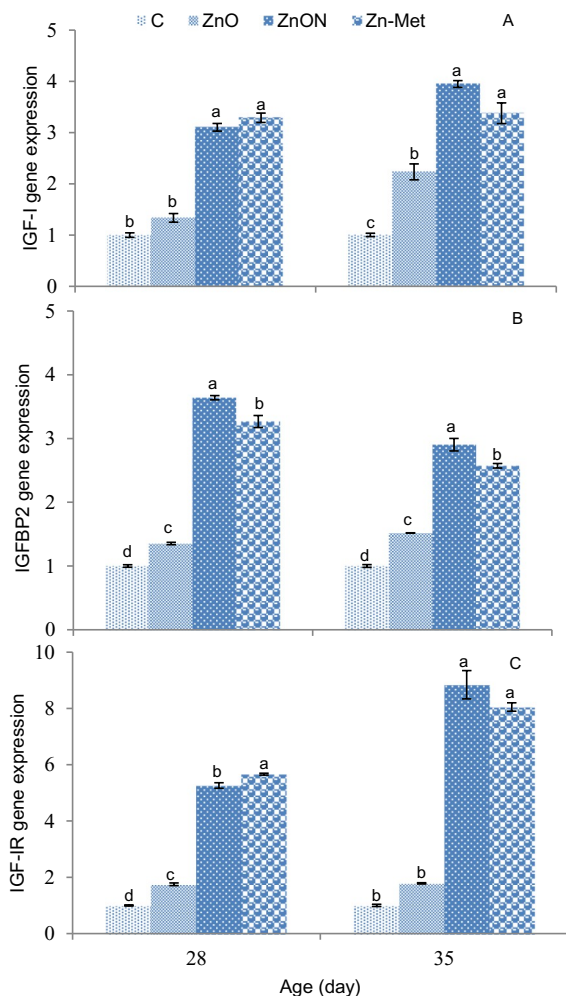 C ZnO ZnON Zn-Met A
5
4
3
2
1
0
IGF-I gene expression
b b a a
c b a a
B
5
4
3
2
1
0
IGFBP2 gene expression
d c a b
d c a b
C
10
8
6
4
2
0
IGF-IR gene expression
d c b a
b b a a
28 35
Age (day)